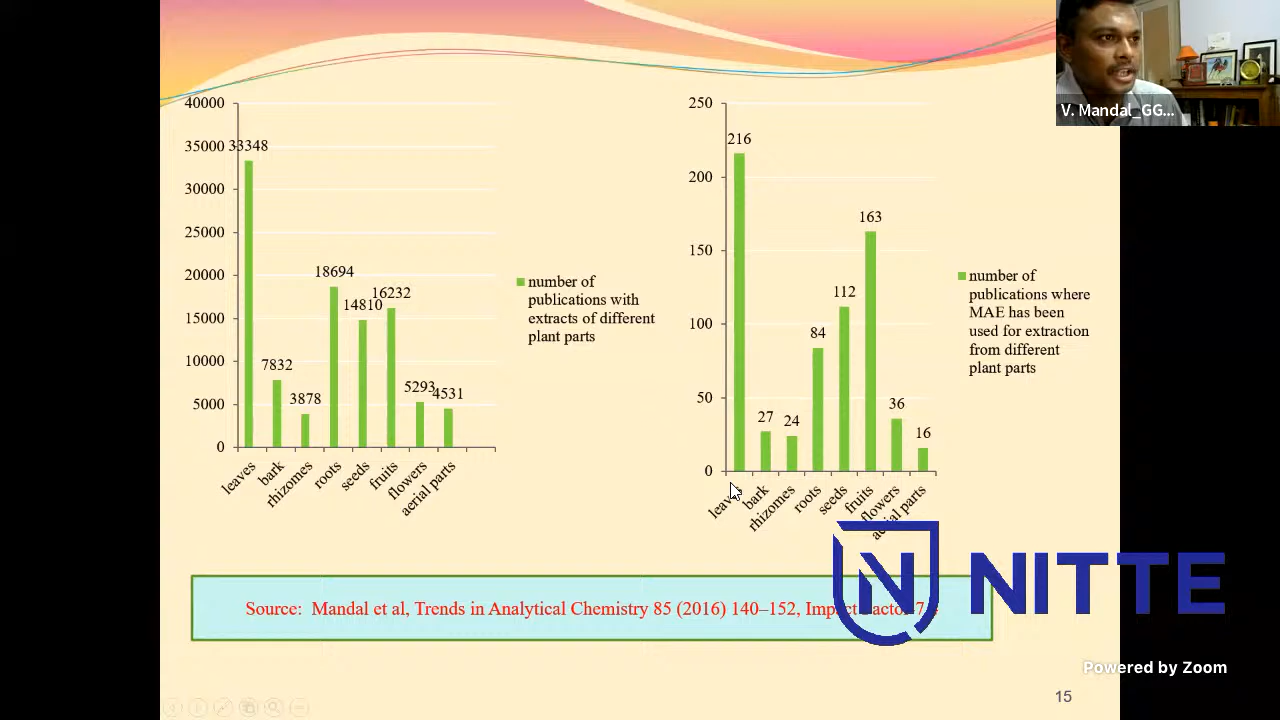 V. Mandal_GG...
40000
35000
30000
25000
20000
15000
10000
5000
0
33348
7832
3878
18694
14810
16232
5293
4531
leaves
bark
rhizomes
roots
seeds
fruits
flowers
aerial parts
number of
publications with
extracts of different
plant parts
250
200
150
100
50
0
216
27
24
84
112
163
36
16
leaves
bark
rhizomes
roots
seeds
fruits
flowers
parts
number of
publications where
MAE has been
used for extraction
from different
plant parts
Source: Mandal et al, Trends in Analytical Chemistry 85 (2016) 140–152, Impact Factor
NITTE
Powered by Zoom
15